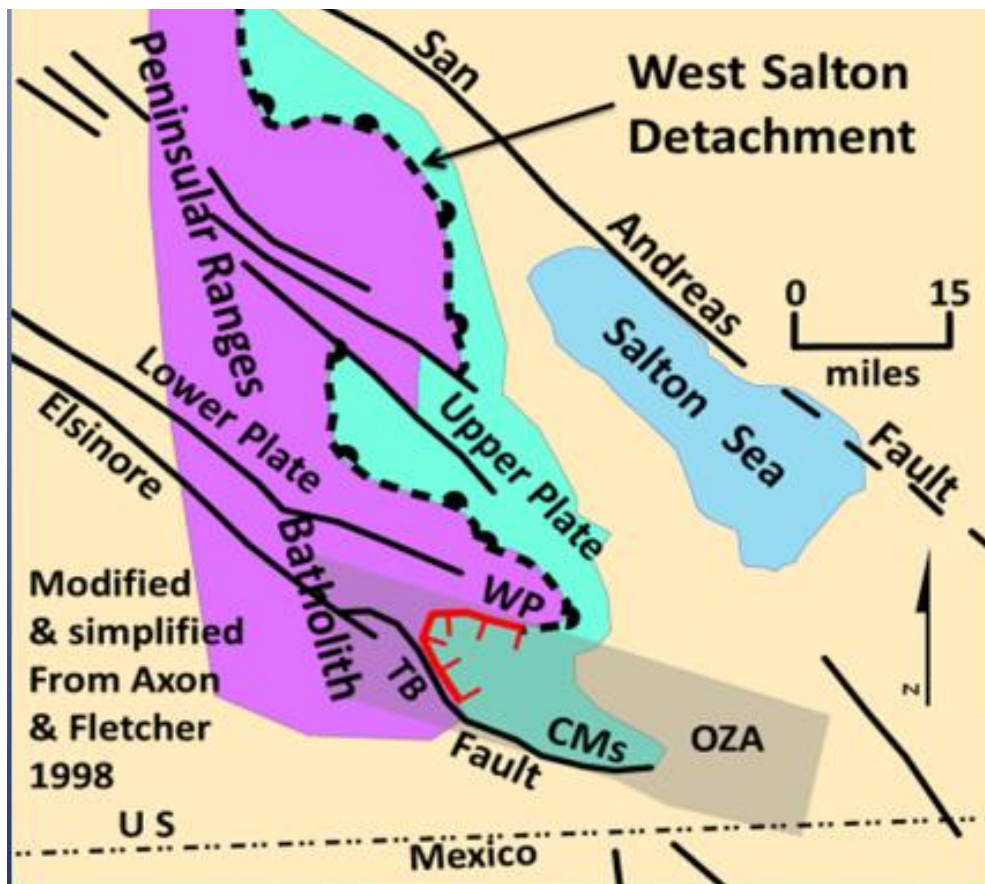 San
Andreas
Fault
West Salton
Detachment
Peninsular Ranges
Batholith
0 15
miles
Salton Sea
Lower Plate
Upper Plate
Elsinore
Fault
WP
TB
CMs
OZA
Modified
& simplified
From Axon
& Fletcher
1998
N
U S
Mexico